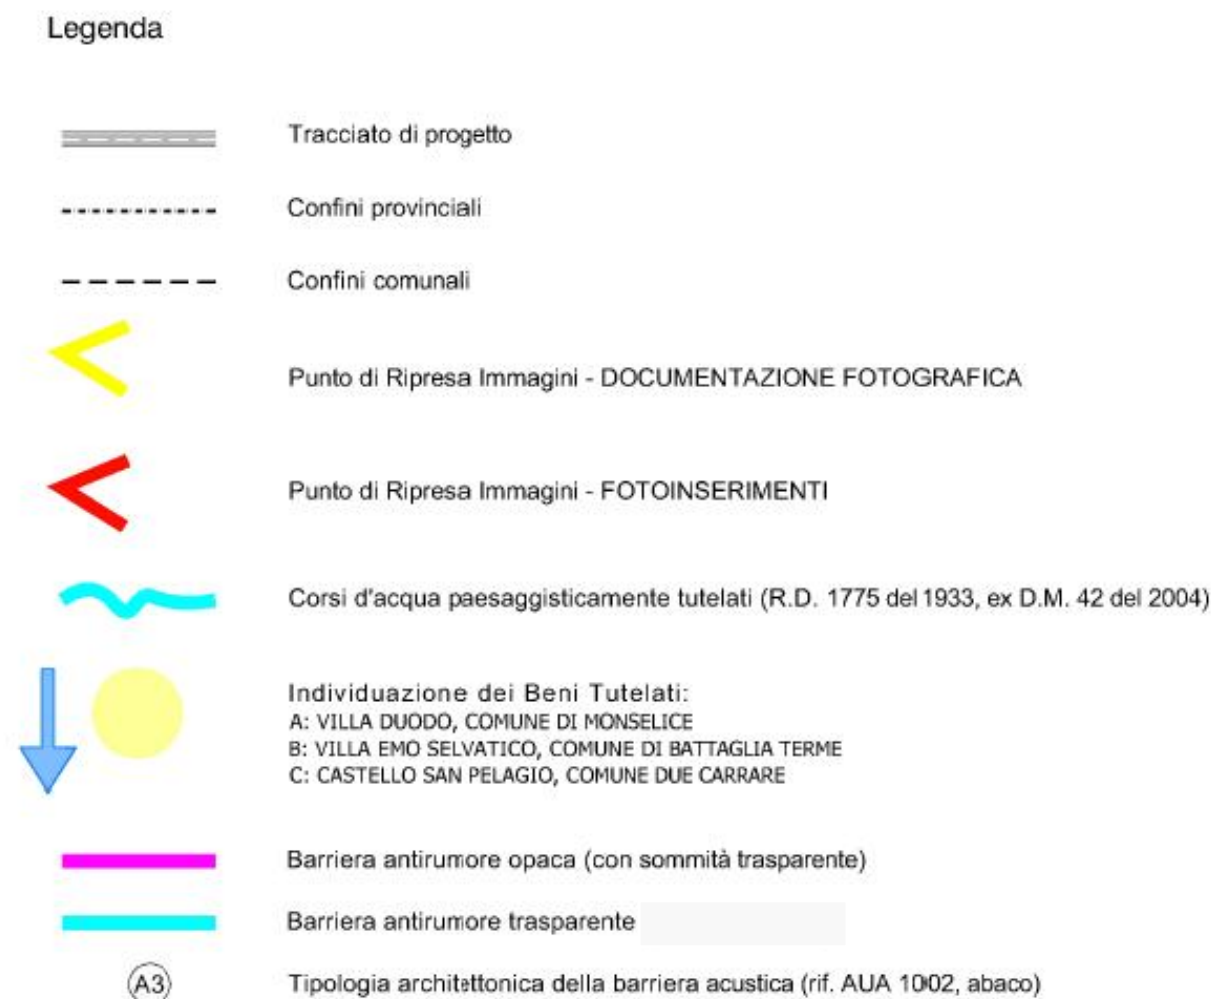 Legenda
Tracciato di progetto
Confini provinciali
Confini comunali
Punto di Ripresa Immagini - DOCUMENTAZIONE FOTOGRAFICA
Punto di Ripresa Immagini - FOTOINSERIMENTI
Corsi d'acqua paesaggisticamente tutelati (R.D. 1775 del 1933, ex D.M. 42 del 2004)
Individuazione dei Beni Tutelati:
A: VILLA DUODO, COMUNE DI MONSELICE
B: VILLA EMO SELVATICO, COMUNE DI BATTAGLIA TERME
C: CASTELLO SAN PELAGIO, COMUNE DUE CARRARE
Barriera antirumore opaca (con sommità trasparente)
Barriera antirumore trasparente
A3 Tipologia architettonica della barriera acustica (rif. AUA 1002, abaco)